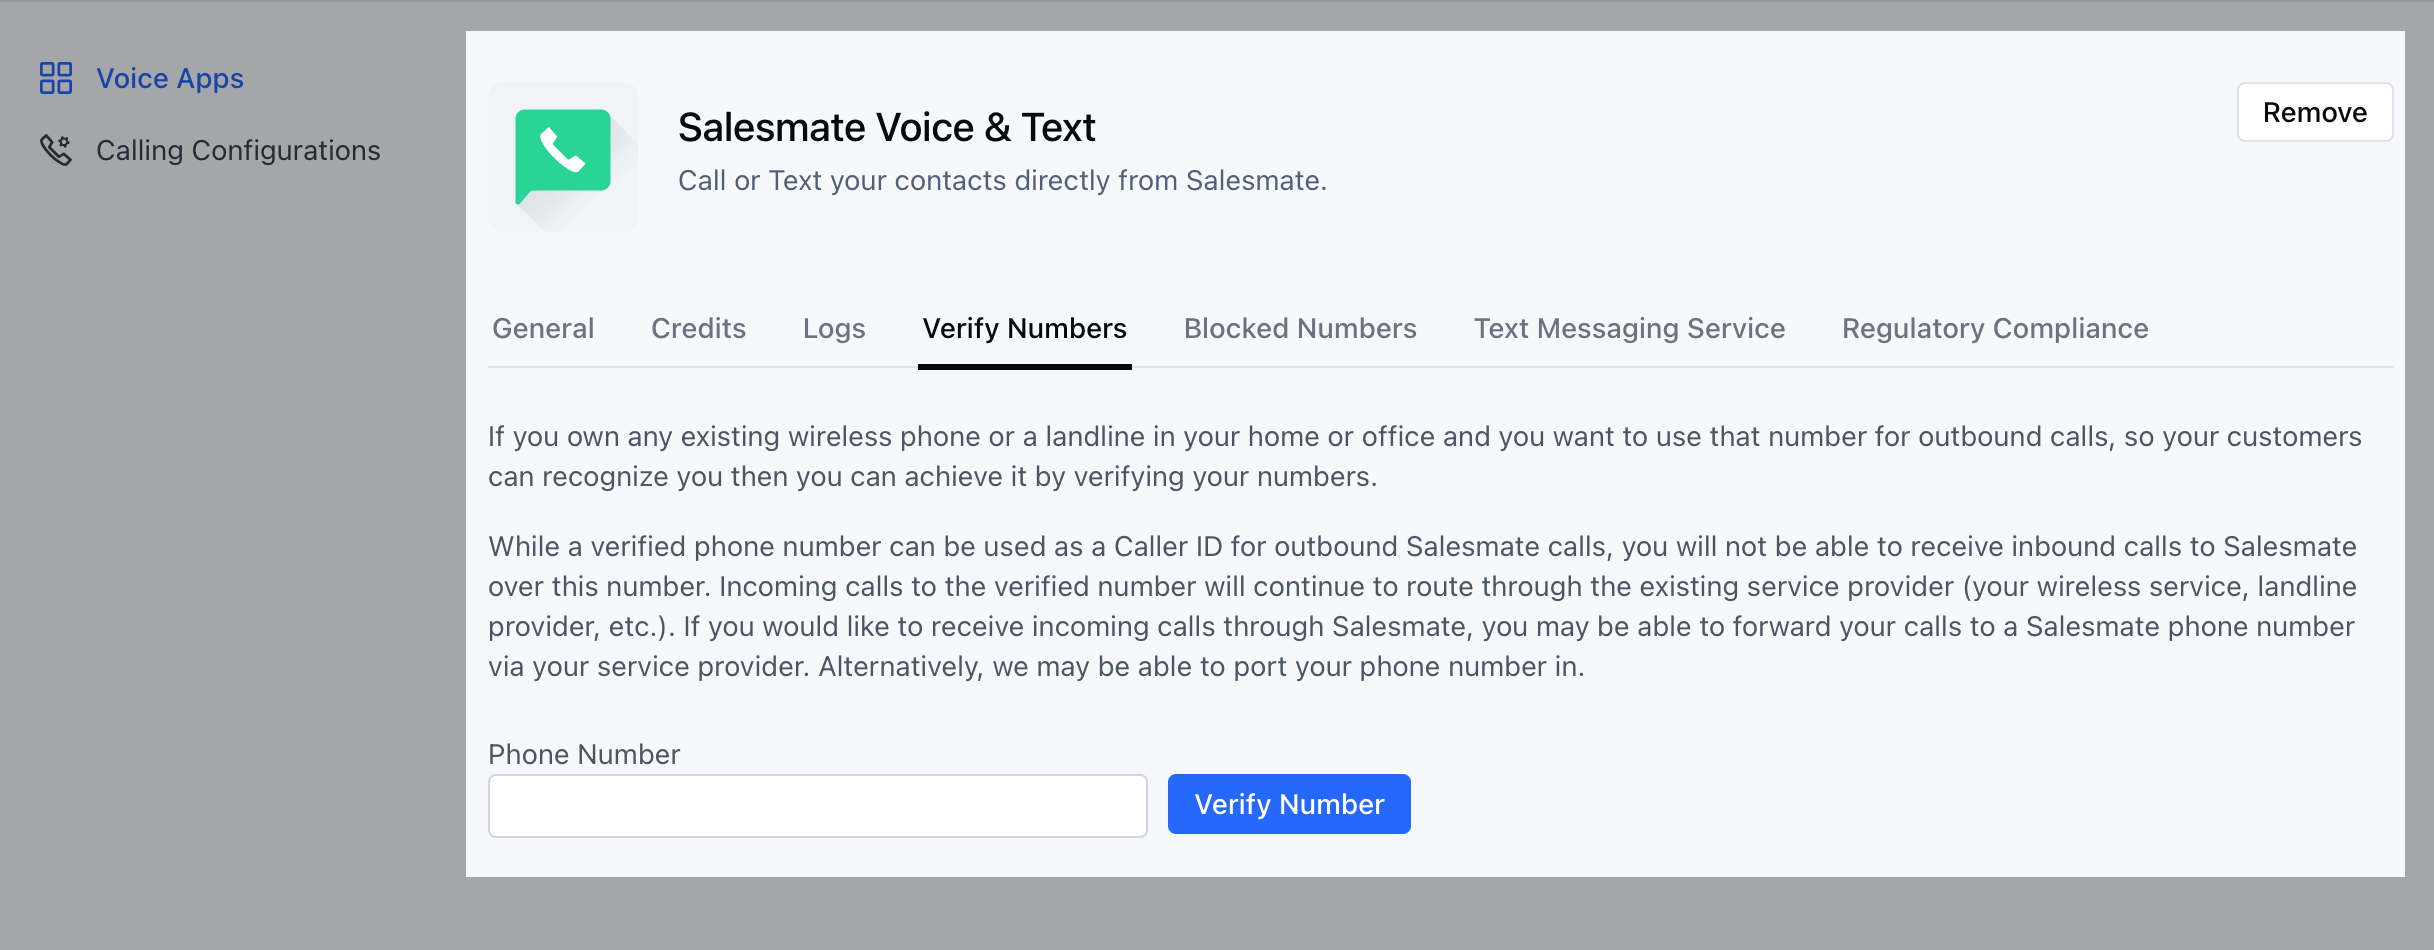 Voice Apps
Calling Configurations
Salesmate Voice & Text
Call or Text your contacts directly from Salesmate.
Remove
General Credits Logs Verify Numbers Blocked Numbers Text Messaging Service Regulatory Compliance
If you own any existing wireless phone or a landline in your home or office and you want to use that number for outbound calls, so your customers
can recognize you then you can achieve it by verifying your numbers.
While a verified phone number can be used as a Caller ID for outbound Salesmate calls, you will not be able to receive inbound calls to Salesmate
over this number. Incoming calls to the verified number will continue to route through the existing service provider (your wireless service, landline
provider, etc.). If you would like to receive incoming calls through Salesmate, you may be able to forward your calls to a Salesmate phone number
via your service provider. Alternatively, we may be able to port your phone number in.
Phone Number
Verify Number